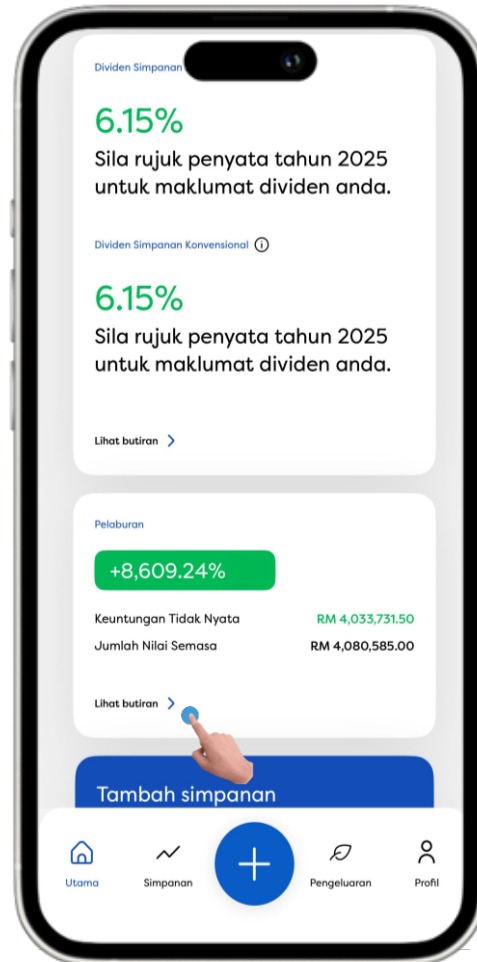 Dividen Simpanan
6.15%
Sila rujuk penyata tahun 2025
untuk maklumat dividen anda.
Dividen Simpanan Konvensional
6.15%
Sila rujuk penyata tahun 2025
untuk maklumat dividen anda.
Lihat butiran
Pelaburan
+8,609.24%
Keuntungan Tidak Nyata RM 4,033,731.50
Jumlah Nilai Semasa RM 4,080,585.00
Lihat butiran
Tambah simpanan
Utama Simpanan Pengeluaran Profil